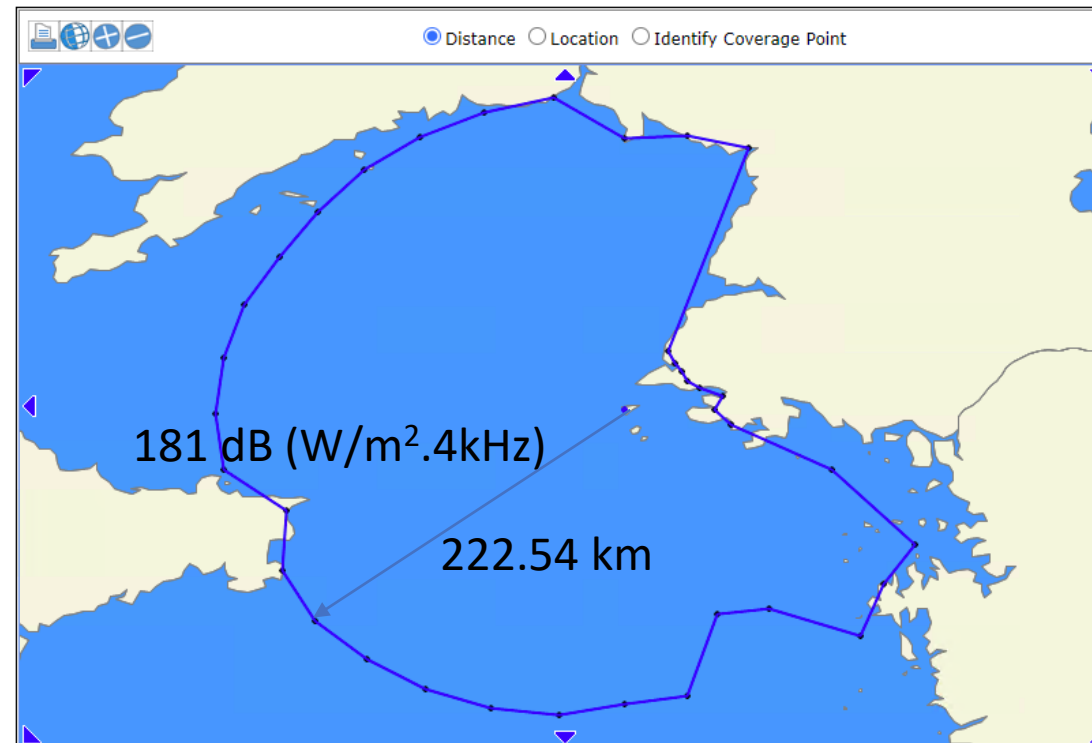 Distance Location Identify Coverage Point
181 dB (W/m².4kHz)
222.54 km